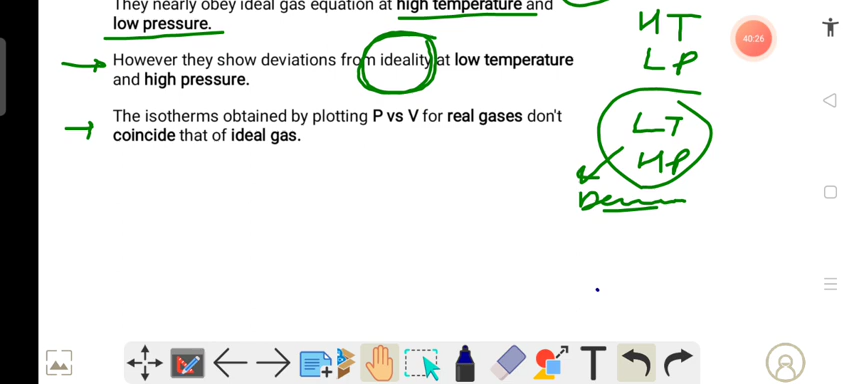 They nearly obey ideal gas equation at high temperature and
low pressure.
However they show deviations from ideality at low temperature
and high pressure.
The isotherms obtained by plotting P vs V for real gases don't
coincide that of ideal gas.
HT
LP
LT
HP
40:26
T